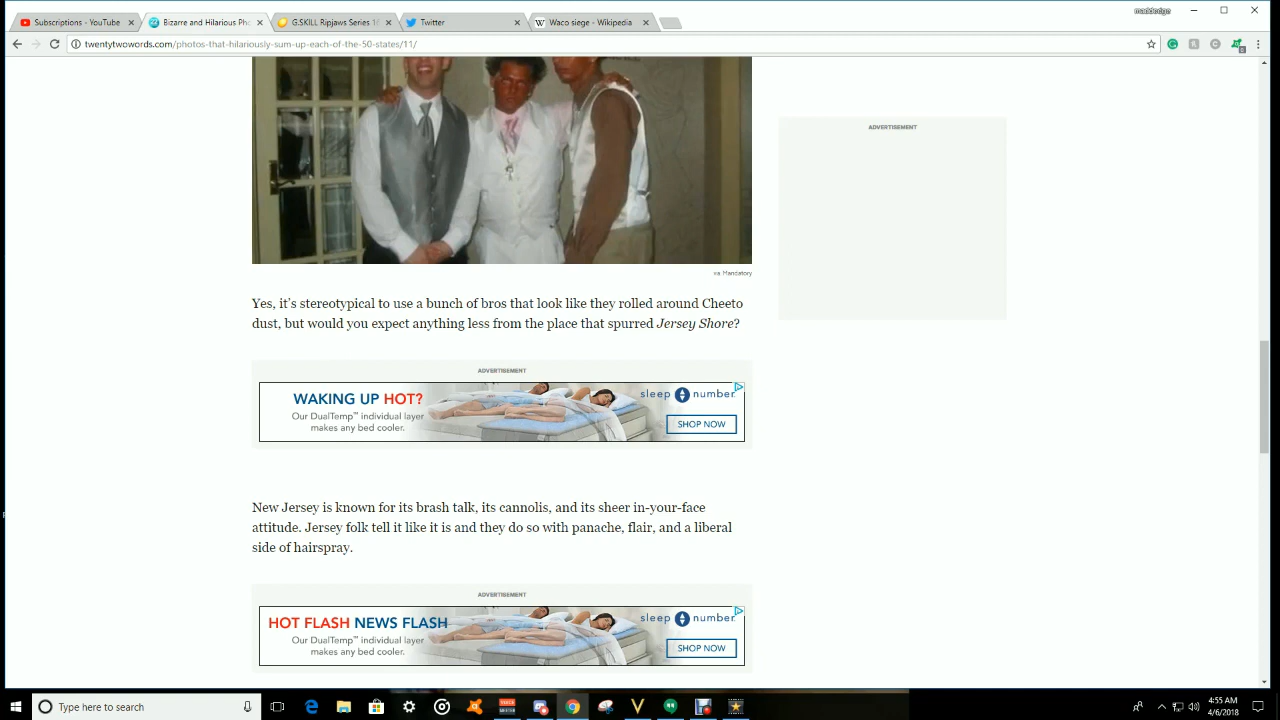 maddodge
Subscriptions - YouTube
Bizarre and Hilarious Ph
G.SKILL Ripjaws Series 1
Twitter
Waco siege - Wikipedia
twentytwowords.com/photos-that-hilariously-sum-up-each-of-the-50-states/11/
ADVERTISEMENT
via: Mandatory
Yes, it's stereotypical to use a bunch of bros that look like they rolled around Cheeto
dust, but would you expect anything less from the place that spurred Jersey Shore?
ADVERTISEMENT
WAKING UP HOT?
Our DualTemp™ individual layer
makes any bed cooler.
sleep number.
SHOP NOW
New Jersey is known for its brash talk, its cannolis, and its sheer in-your-face
attitude. Jersey folk tell it like it is and they do so with panache, flair, and a liberal
side of hairspray.
ADVERTISEMENT
HOT FLASH NEWS FLASH
Our DualTemp™ individual layer
makes any bed cooler.
sleep number.
SHOP NOW
Type here to search
4:55 AM
4/6/2018